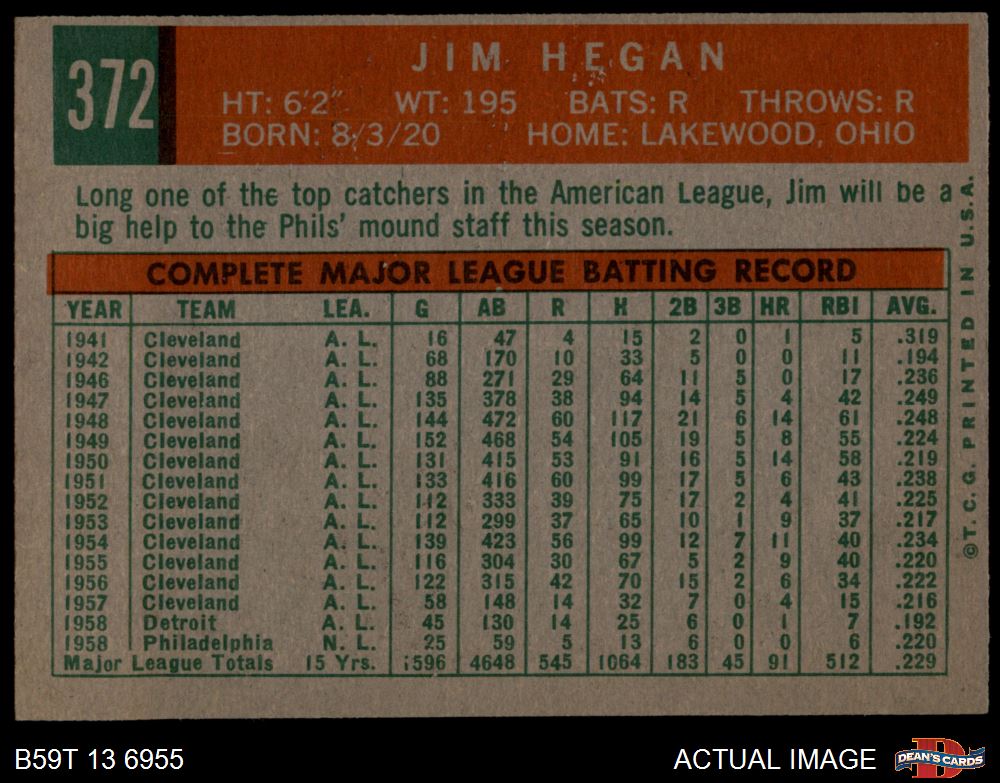 372
JIM HEGAN
HT: 6'2" WT: 195 BATS: R THROWS: R
BORN: 8/3/20 HOME: LAKEWOOD, OHIO
Long one of the top catchers in the American League, Jim will be a
big help to the Phils' mound staff this season.
COMPLETE MAJOR LEAGUE BATTING RECORD
YEAR TEAM LEA. G AB R H 2B 3B HR RBI AVG.
1941 Cleveland A. L. 16 47 4 15 2 0 1 5 .319
1942 Cleveland A. L. 68 170 10 33 5 0 0 11 .194
1946 Cleveland A. L. 88 271 29 64 11 5 0 17 .236
1947 Cleveland A. L. 135 378 38 94 14 5 4 42 .249
1948 Cleveland A. L. 144 472 60 117 21 6 14 61 .248
1949 Cleveland A. L. 152 468 54 105 19 5 8 55 .224
1950 Cleveland A. L. 131 415 53 91 16 5 14 58 .219
1951 Cleveland A. L. 133 416 60 99 17 5 6 43 .238
1952 Cleveland A. L. 112 333 39 75 17 2 4 41 .225
1953 Cleveland A. L. 112 299 37 65 10 1 9 37 .217
1954 Cleveland A. L. 139 423 56 99 12 7 11 40 .234
1955 Cleveland A. L. 116 304 30 67 5 2 9 40 .220
1956 Cleveland A. L. 122 315 42 70 15 2 6 34 .222
1957 Cleveland A. L. 58 148 14 32 7 0 4 15 .216
1958 Detroit A. L. 45 130 14 25 6 0 1 7 .192
1958 Philadelphia N. L. 25 59 5 13 6 0 0 6 .220
Major League Totals 15 Yrs. 1596 4648 545 1064 183 45 91 512 .229
©T. C. G. PRINTED IN U.S.A.
B59T 13 6955
ACTUAL IMAGE
DEAN'S CARDS